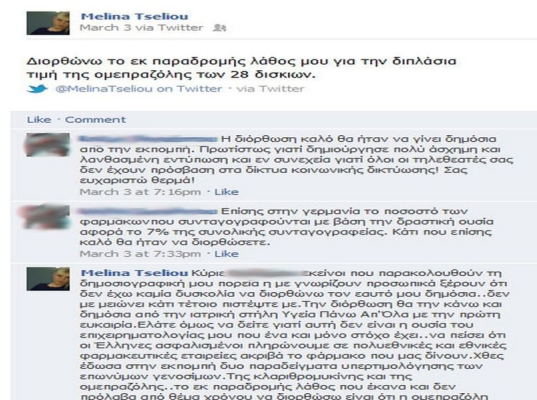 Melina Tseliou
March 3 via Twitter
Διορθώνω το εκ παραδρομής λάθος μου για την διπλάσια
τιμή της ομεπραζόλης των 28 δισκιων.
@MelinaTseliou on Twitter · via Twitter
Like · Comment
Η διόρθωση καλό θα ήταν να γίνει δημόσια
από την εκπομπή. Πρωτίστως γιατί δημιούργησε πολύ άσχημη και
λανθασμένη εντύπωση και εν συνεχεία γιατί όλοι οι τηλεθεατές σας
δεν έχουν πρόσβαση στα δίκτυα κοινωνικής δικτύωσης! Σας
ευχαριστώ θερμά!
March 3 at 7:16pm · Like
Επίσης στην γερμανία το ποσοστό των
φαρμακωνπου συνταγογραφούνται με βάση την δραστική ουσία
αφορά το 7% της συνολικής συνταγογραφείας. Κάτι που επίσης
καλό θα ήταν να διορθώσετε.
March 3 at 7:33pm · Like
Melina Tseliou Κύριε εκείνοι που παρακολουθούν τη
δημοσιογραφική μου πορεία η με γνωρίζουν προσωπικά ξέρουν ότι
δεν έχω καμία δυσκολία να διορθώνω τον εαυτό μου δημόσια..δεν
με μειώνει κάτι τέτοιο πιστέψτε με.Την διόρθωση θα την κάνω και
δημόσια από την ιατρική στήλη Υγεία Πάνω Απ'Όλα με την πρώτη
ευκαιρία.Ελάτε όμως να δείτε γιατί αυτή δεν είναι η ουσία του
επιχειρηματολογίας μου που ένα και μόνο στόχο έχει..να πείσει ότι
οι Έλληνες ασφαλισμένοι πληρώνουμε σε πολυεθνικές και εθνικές
φαρμακευτικές εταιρείες ακριβά το φάρμακο που μας δίνουν.Χθες
έδωσα στην εκπομπή δυο παραδείγματα υπερτιμολόγησης των
επωνύμων γενοσίμων.Της κλαριθρομυκίνης και της
ομεπραζόλης..το εκ παραδρομής λάθος που έκανα και δεν
πρόλαβα από θέμα χρόνου να διορθώσω είναι ότι η ομεπραζόλη